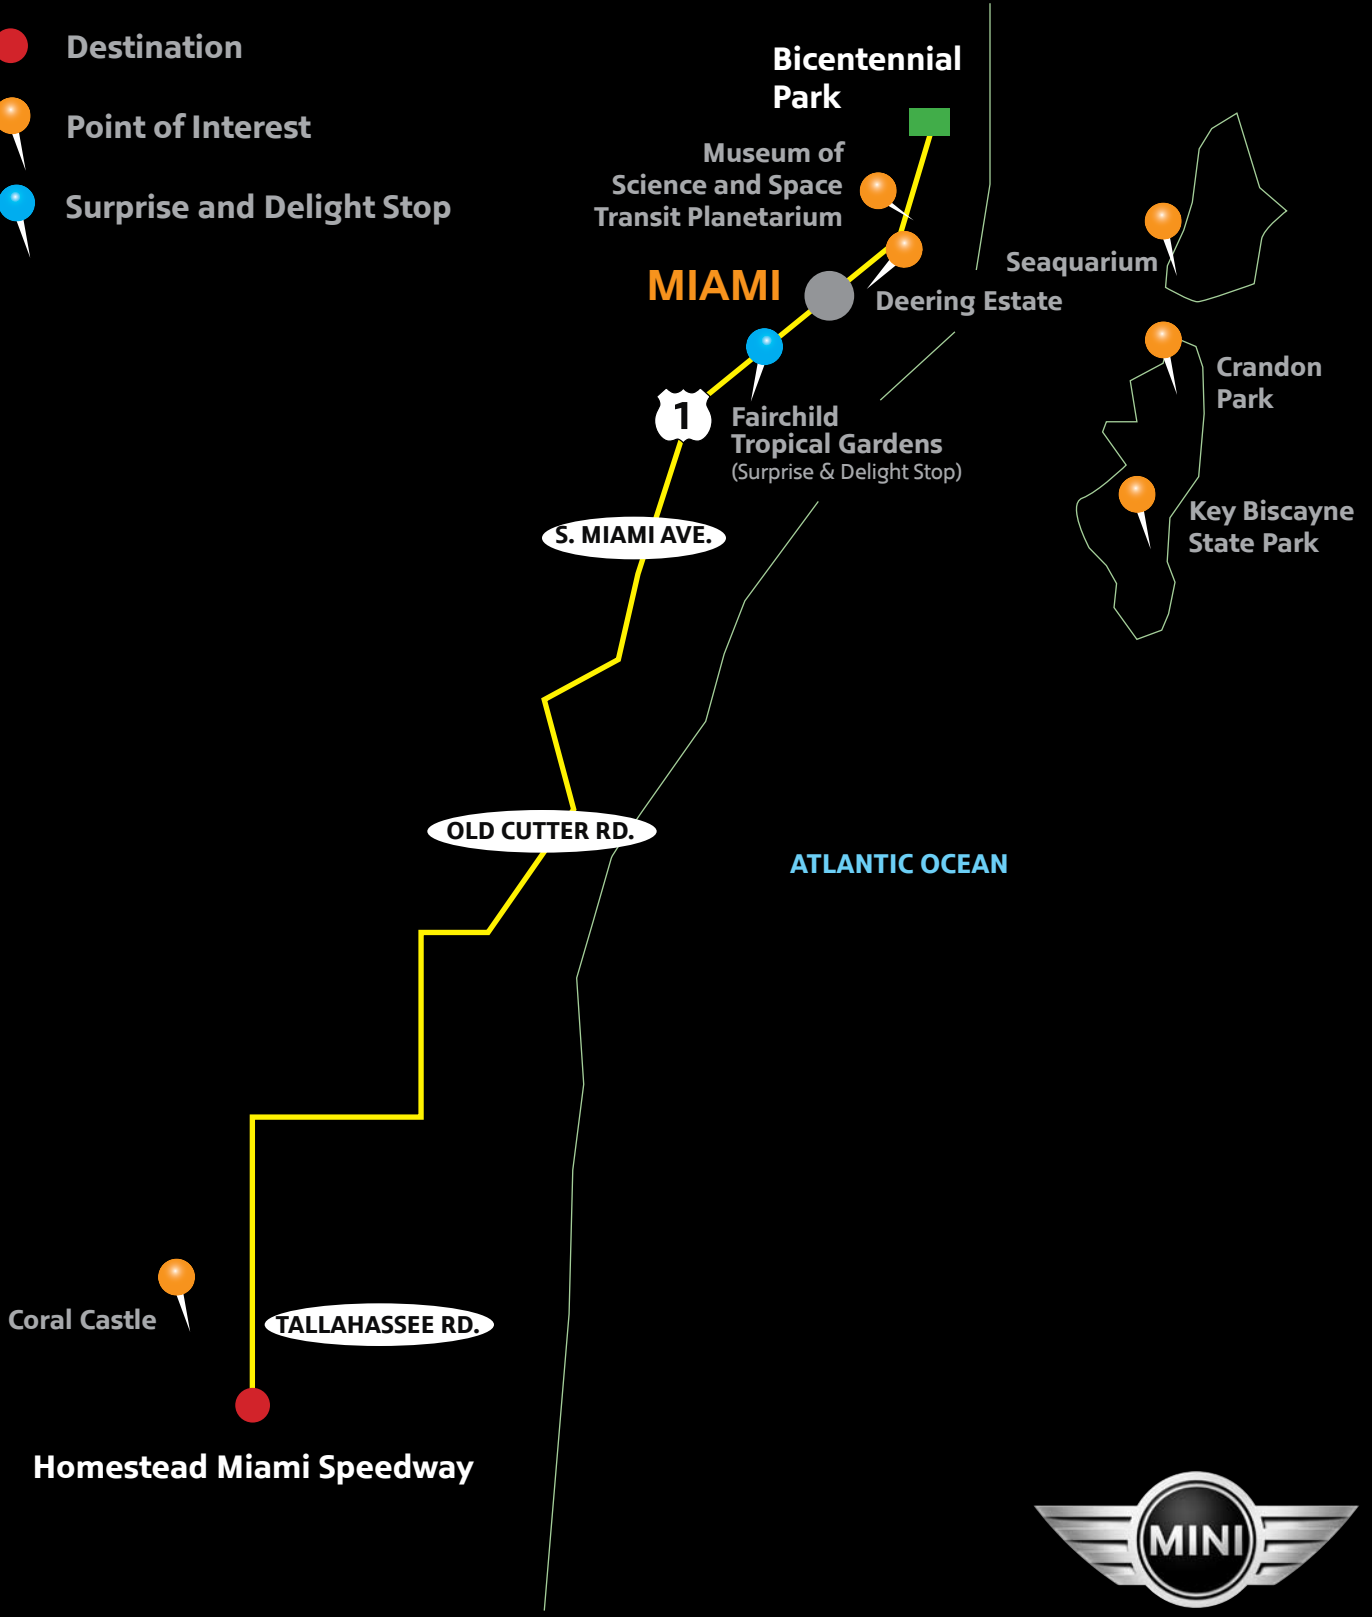 Destination
Point of Interest
Surprise and Delight Stop
Bicentennial
Park
Museum of
Science and Space
Transit Planetarium
Seaquarium
MIAMI
Deering Estate
Crandon
Park
1
Fairchild
Tropical Gardens
(Surprise & Delight Stop)
Key Biscayne
State Park
S. MIAMI AVE.
OLD CUTTER RD.
ATLANTIC OCEAN
Coral Castle
TALLAHASSEE RD.
Homestead Miami Speedway
MINI